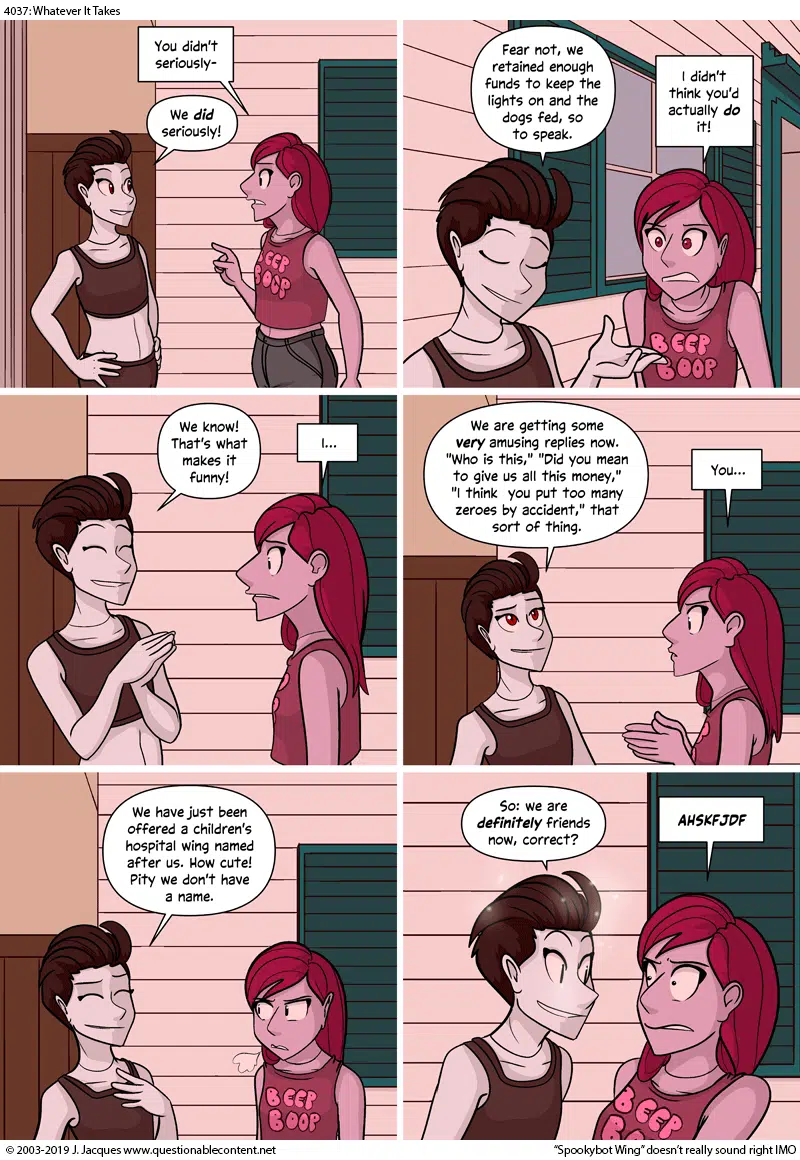 4037: Whatever It Takes
You didn't
seriously-
We did
seriously!
BEEP
BOOP
Fear not, we
retained enough
funds to keep the
lights on and the
dogs fed, so
to speak.
I didn't
think you'd
actually do
it!
BEEP
BOOP
We know!
That's what
makes it
funny!
I...
We are getting some
very amusing replies now.
"Who is this," "Did you mean
to give us all this money,"
"I think you put too many
zeroes by accident," that
sort of thing.
You...
We have just been
offered a children's
hospital wing named
after us. How cute!
Pity we don't have
a name.
BEEP
BOOP
So: we are
definitely friends
now, correct?
AHSKFJDF
BEEP
BOOP
© 2003-2019 J. Jacques www.questionablecontent.net
"Spookybot Wing" doesn't really sound right IMO